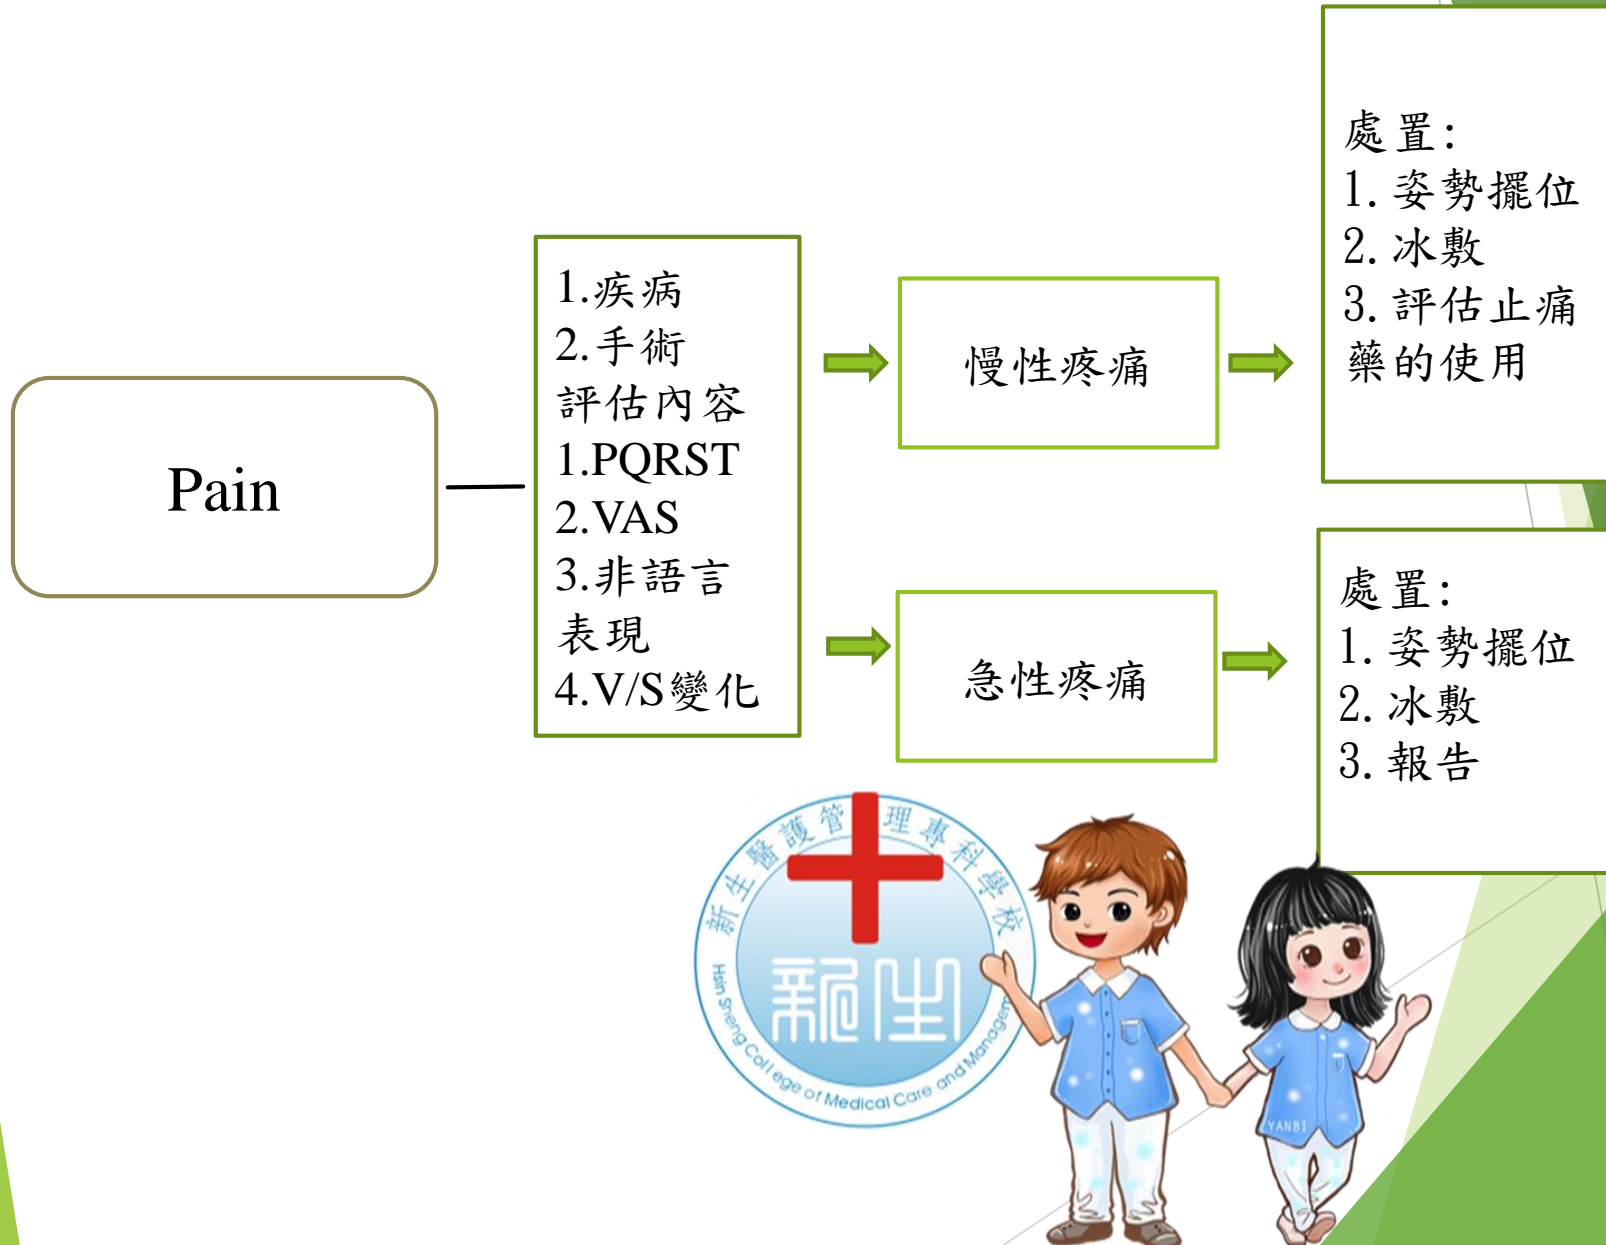 Pain
1.疾病
2.手術
評估內容
1.PQRST
2.VAS
3.非語言
表現
4.V/S變化
慢性疼痛
處置:
1.姿勢擺位
2.冰敷
3.評估止痛
藥的使用
急性疼痛
處置:
1.姿勢擺位
2.冰敷
3.報告
新生醫護管理專科學校
新生
Hsin Sheng College of Medical Care and Managem
YANBI